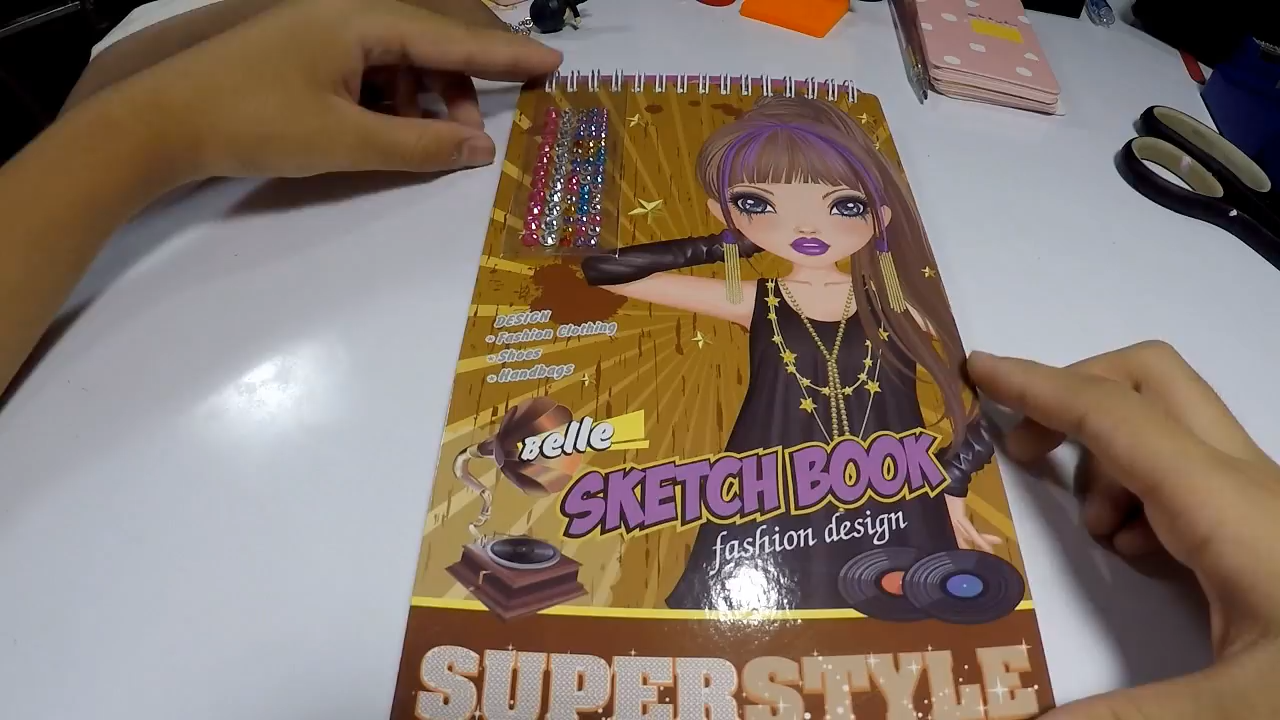 DESIGN
Fashion Clothing
Shoes
Handbags
Belle
SKETCH BOOK
fashion design
SUPERSTYLE